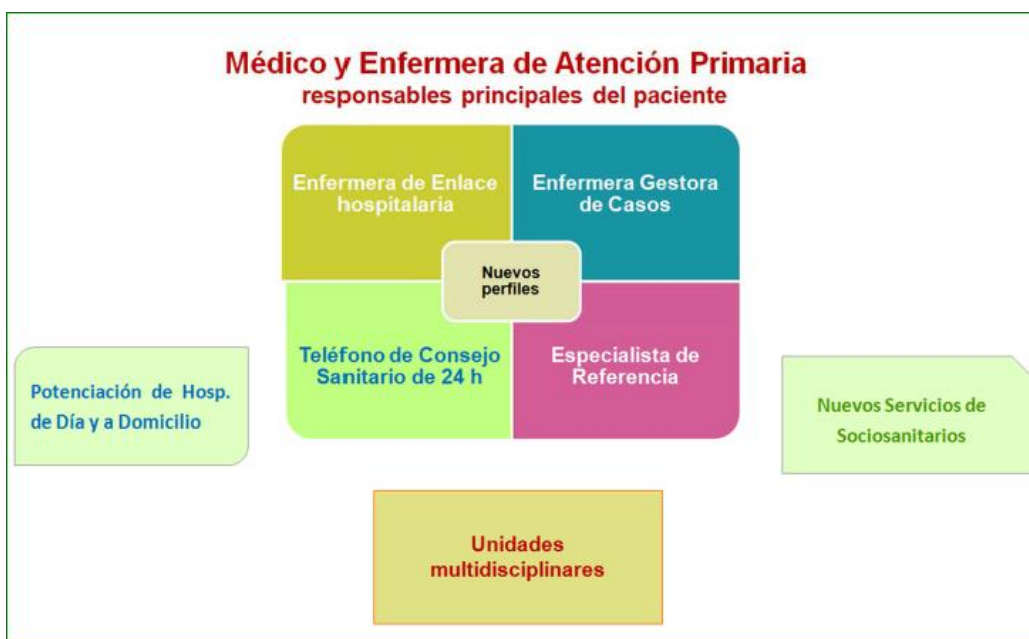 Médico y Enfermera de Atención Primaria
responsables principales del paciente
Enfermera de Enlace
hospitalaria
Enfermera Gestora
de Casos
Nuevos
perfiles
Teléfono de Consejo
Sanitario de 24 h
Especialista de
Referencia
Potenciación de Hosp.
de Día y a Domicilio
Nuevos Servicios de
Sociosanitarios
Unidades
multidisciplinares